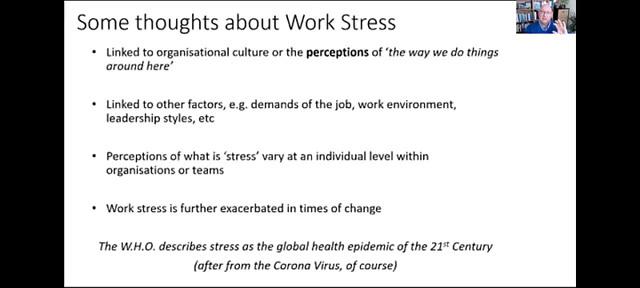 Some thoughts about Work Stress
• Linked to organisational culture or the perceptions of ‘the way we do things
around here’
• Linked to other factors, e.g. demands of the job, work environment,
leadership styles, etc
• Perceptions of what is ‘stress’ vary at an individual level within
organisations or teams
• Work stress is further exacerbated in times of change
The W.H.O. describes stress as the global health epidemic of the 21st Century
(after from the Corona Virus, of course)